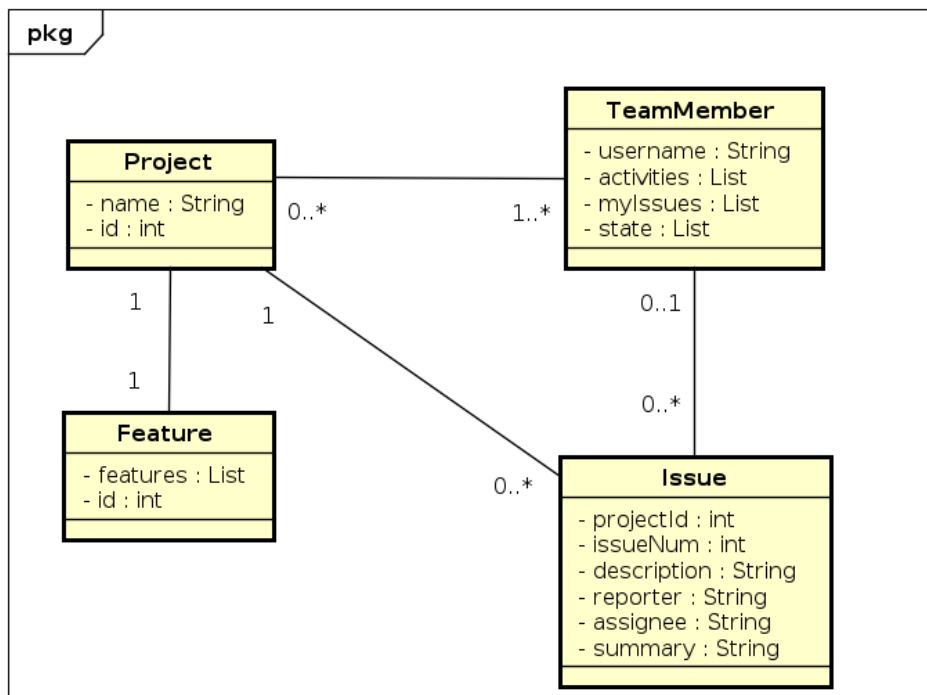 pkg
TeamMember
- username : String
- activities : List
- myIssues : List
- state : List
Project
- name : String
- id : int
0..*
1..*
1
1
0..1
0..*
1
Feature
- features : List
- id : int
0..*
Issue
- projectId : int
- issueNum : int
- description : String
- reporter : String
- assignee : String
- summary : String